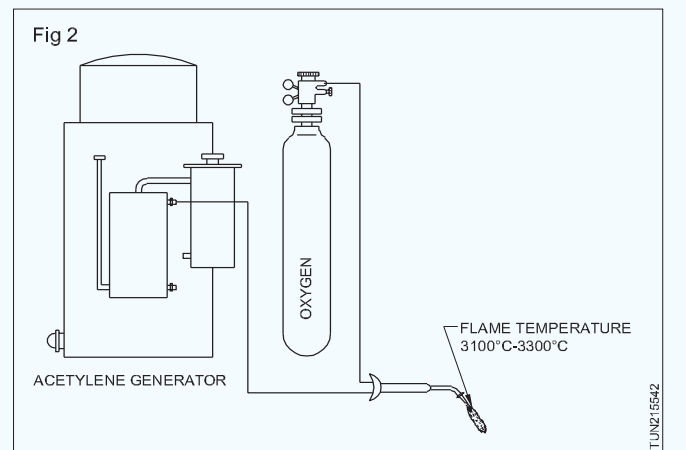 Fig 2
OXYGEN
FLAME TEMPERATURE
3100°C-3300°C
ACETYLENE GENERATOR
TUN215542